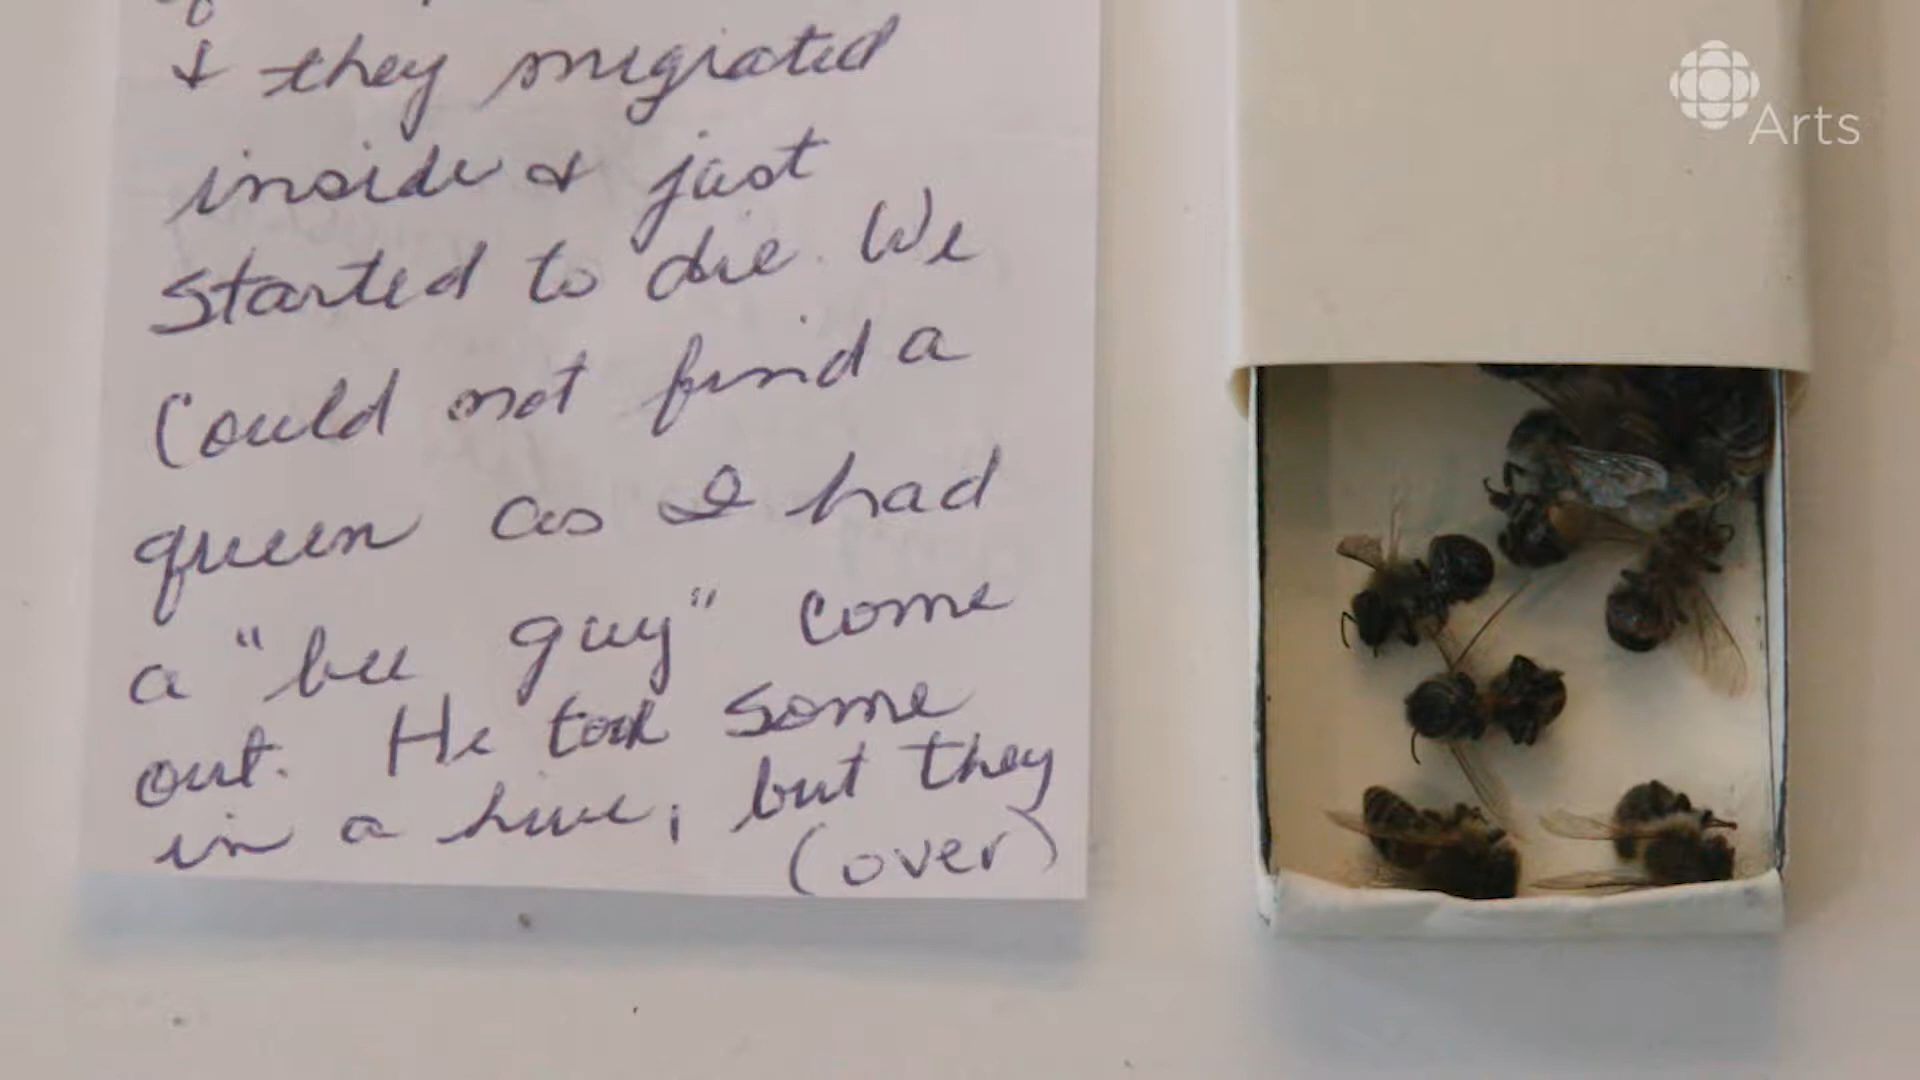 & they migrated
inside & just
started to die. We
could not find a
queen as I had
a "bee guy" come
out. He took some
in a hive, but they
(over)
Arts